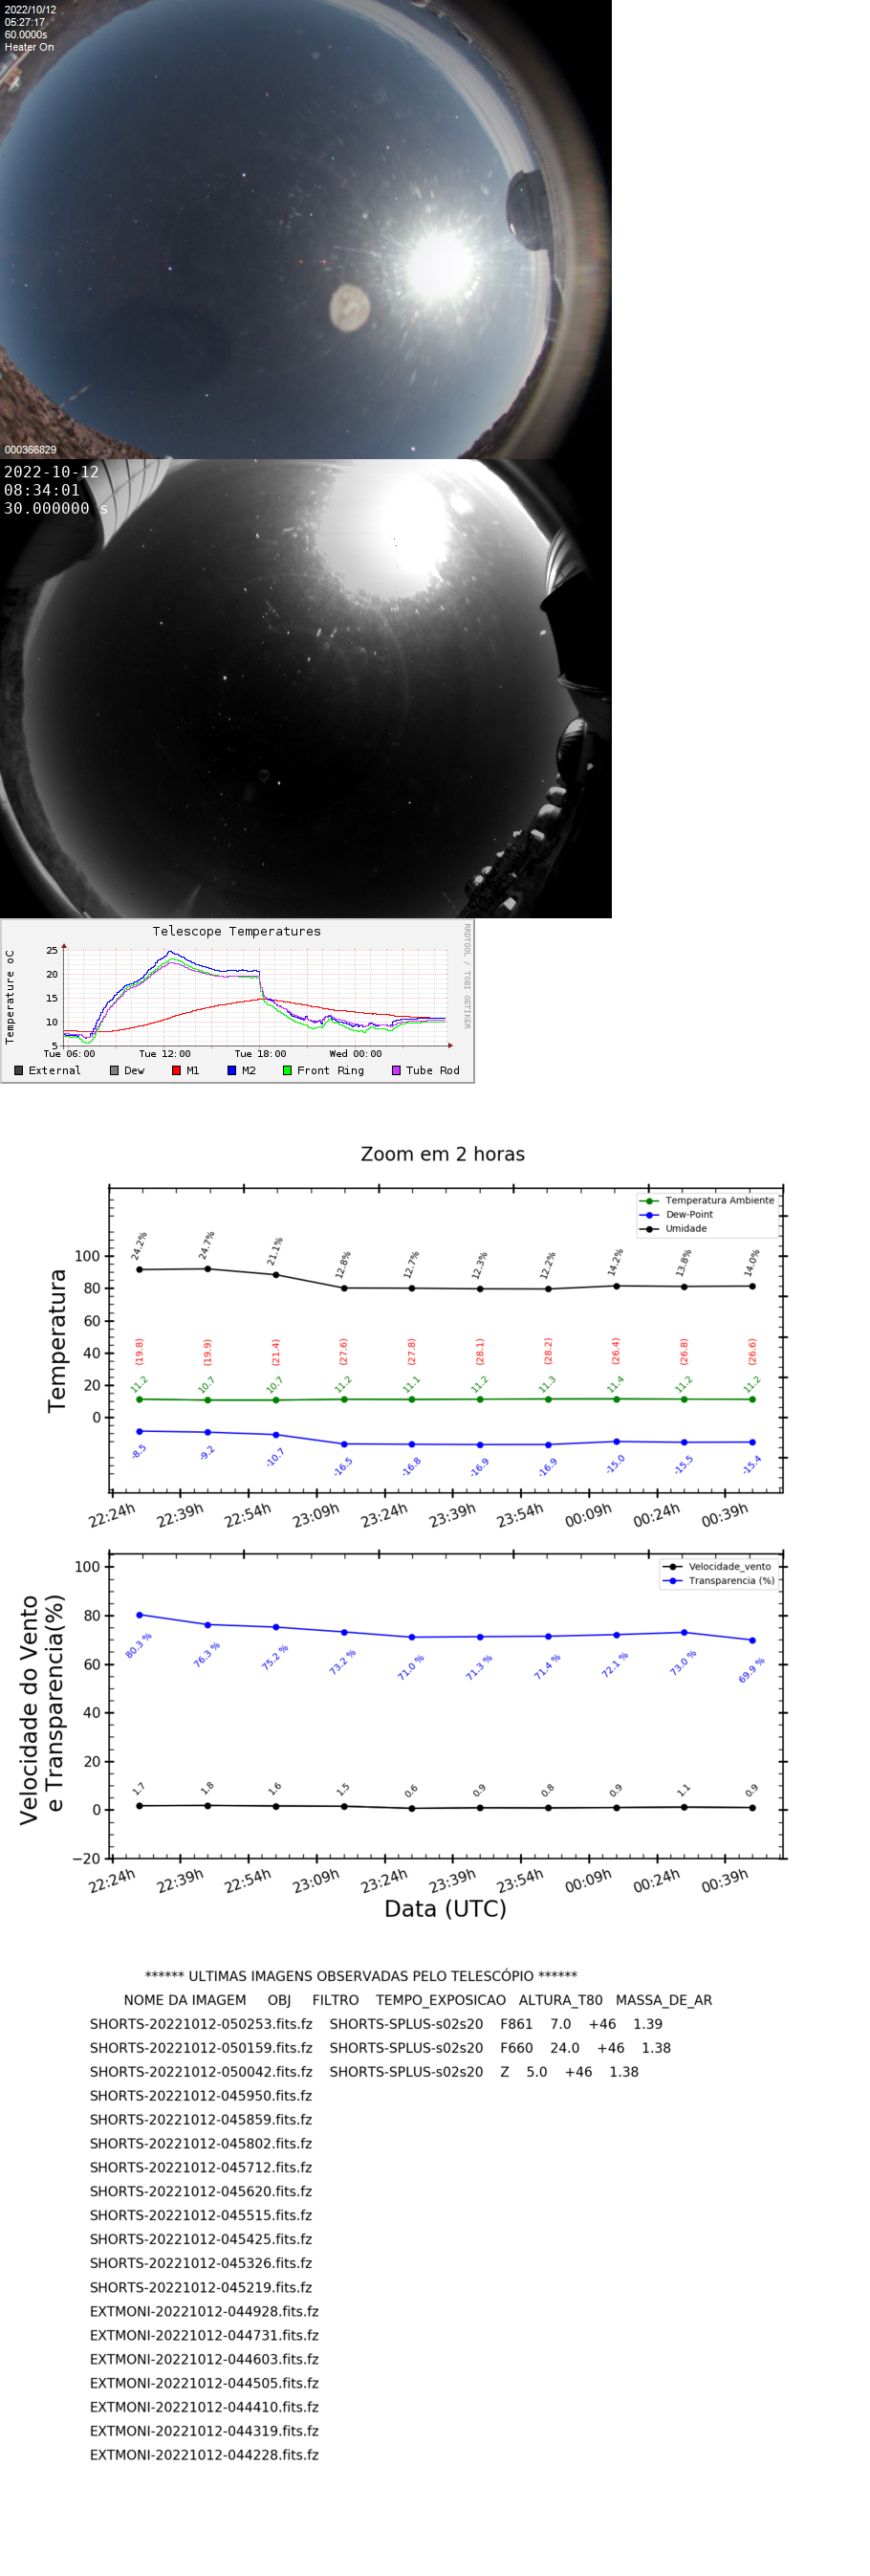 2022/10/12
05:27:17
60.0000s
Heater On
000366829
2022-10-12
08:34:01
30.000000 s
Telescope Temperatures
RRDTOOL / TOBI OETIKER
Temperature oC
25
20
15
10
5
Tue 06:00 Tue 12:00 Tue 18:00 Wed 00:00
External Dew M1 M2 Front Ring Tube Rod
Zoom em 2 horas
Temperatura
Temperatura Ambiente
Dew-Point
Umidade
100
80
60
40
20
0
24.2% 24.7% 21.1% 12.8% 12.7% 12.3% 12.2% 14.2% 13.8% 14.0%
(19.8) (19.9) (21.4) (27.6) (27.8) (28.1) (28.2) (26.4) (26.8) (26.6)
11.2 10.7 10.7 11.2 11.1 11.2 11.3 11.4 11.2 11.2
-8.5 -9.2 -10.7 -16.5 -16.8 -16.9 -16.9 -15.0 -15.5 -15.4
22:24h 22:39h 22:54h 23:09h 23:24h 23:39h 23:54h 00:09h 00:24h 00:39h
Velocidade do Vento
e Transparencia(%)
Velocidade_vento
Transparencia (%)
100
80
60
40
20
0
−20
80.3 % 76.3 % 75.2 % 73.2 % 71.0 % 71.3 % 71.4 % 72.1 % 73.0 % 69.9 %
1.7 1.8 1.6 1.5 0.6 0.9 0.8 0.9 1.1 0.9
22:24h 22:39h 22:54h 23:09h 23:24h 23:39h 23:54h 00:09h 00:24h 00:39h
Data (UTC)
****** ULTIMAS IMAGENS OBSERVADAS PELO TELESCÓPIO ******
NOME DA IMAGEM OBJ FILTRO TEMPO_EXPOSICAO ALTURA_T80 MASSA_DE_AR
SHORTS-20221012-050253.fits.fz SHORTS-SPLUS-s02s20 F861 7.0 +46 1.39
SHORTS-20221012-050159.fits.fz SHORTS-SPLUS-s02s20 F660 24.0 +46 1.38
SHORTS-20221012-050042.fits.fz SHORTS-SPLUS-s02s20 Z 5.0 +46 1.38
SHORTS-20221012-045950.fits.fz
SHORTS-20221012-045859.fits.fz
SHORTS-20221012-045802.fits.fz
SHORTS-20221012-045712.fits.fz
SHORTS-20221012-045620.fits.fz
SHORTS-20221012-045515.fits.fz
SHORTS-20221012-045425.fits.fz
SHORTS-20221012-045326.fits.fz
SHORTS-20221012-045219.fits.fz
EXTMONI-20221012-044928.fits.fz
EXTMONI-20221012-044731.fits.fz
EXTMONI-20221012-044603.fits.fz
EXTMONI-20221012-044505.fits.fz
EXTMONI-20221012-044410.fits.fz
EXTMONI-20221012-044319.fits.fz
EXTMONI-20221012-044228.fits.fz